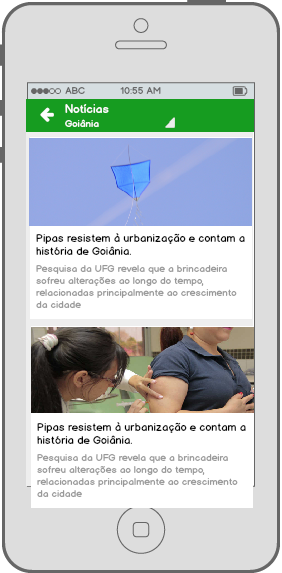 ABC 10:55 AM
Notícias
Goiânia
Pipas resistem à urbanização e contam a
história de Goiânia.
Pesquisa da UFG revela que a brincadeira
sofreu alterações ao longo do tempo,
relacionadas principalmente ao crescimento
da cidade
Pipas resistem à urbanização e contam a
história de Goiânia.
Pesquisa da UFG revela que a brincadeira
sofreu alterações ao longo do tempo,
relacionadas principalmente ao crescimento
da cidade